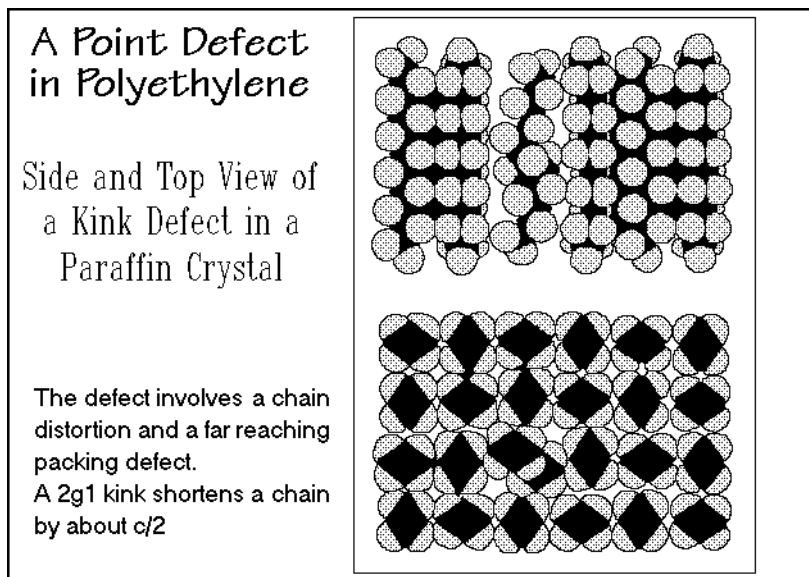 A Point Defect
in Polyethylene
Side and Top View of
a Kink Defect in a
Paraffin Crystal
The defect involves a chain
distortion and a far reaching
packing defect.
A 2g1 kink shortens a chain
by about c/2